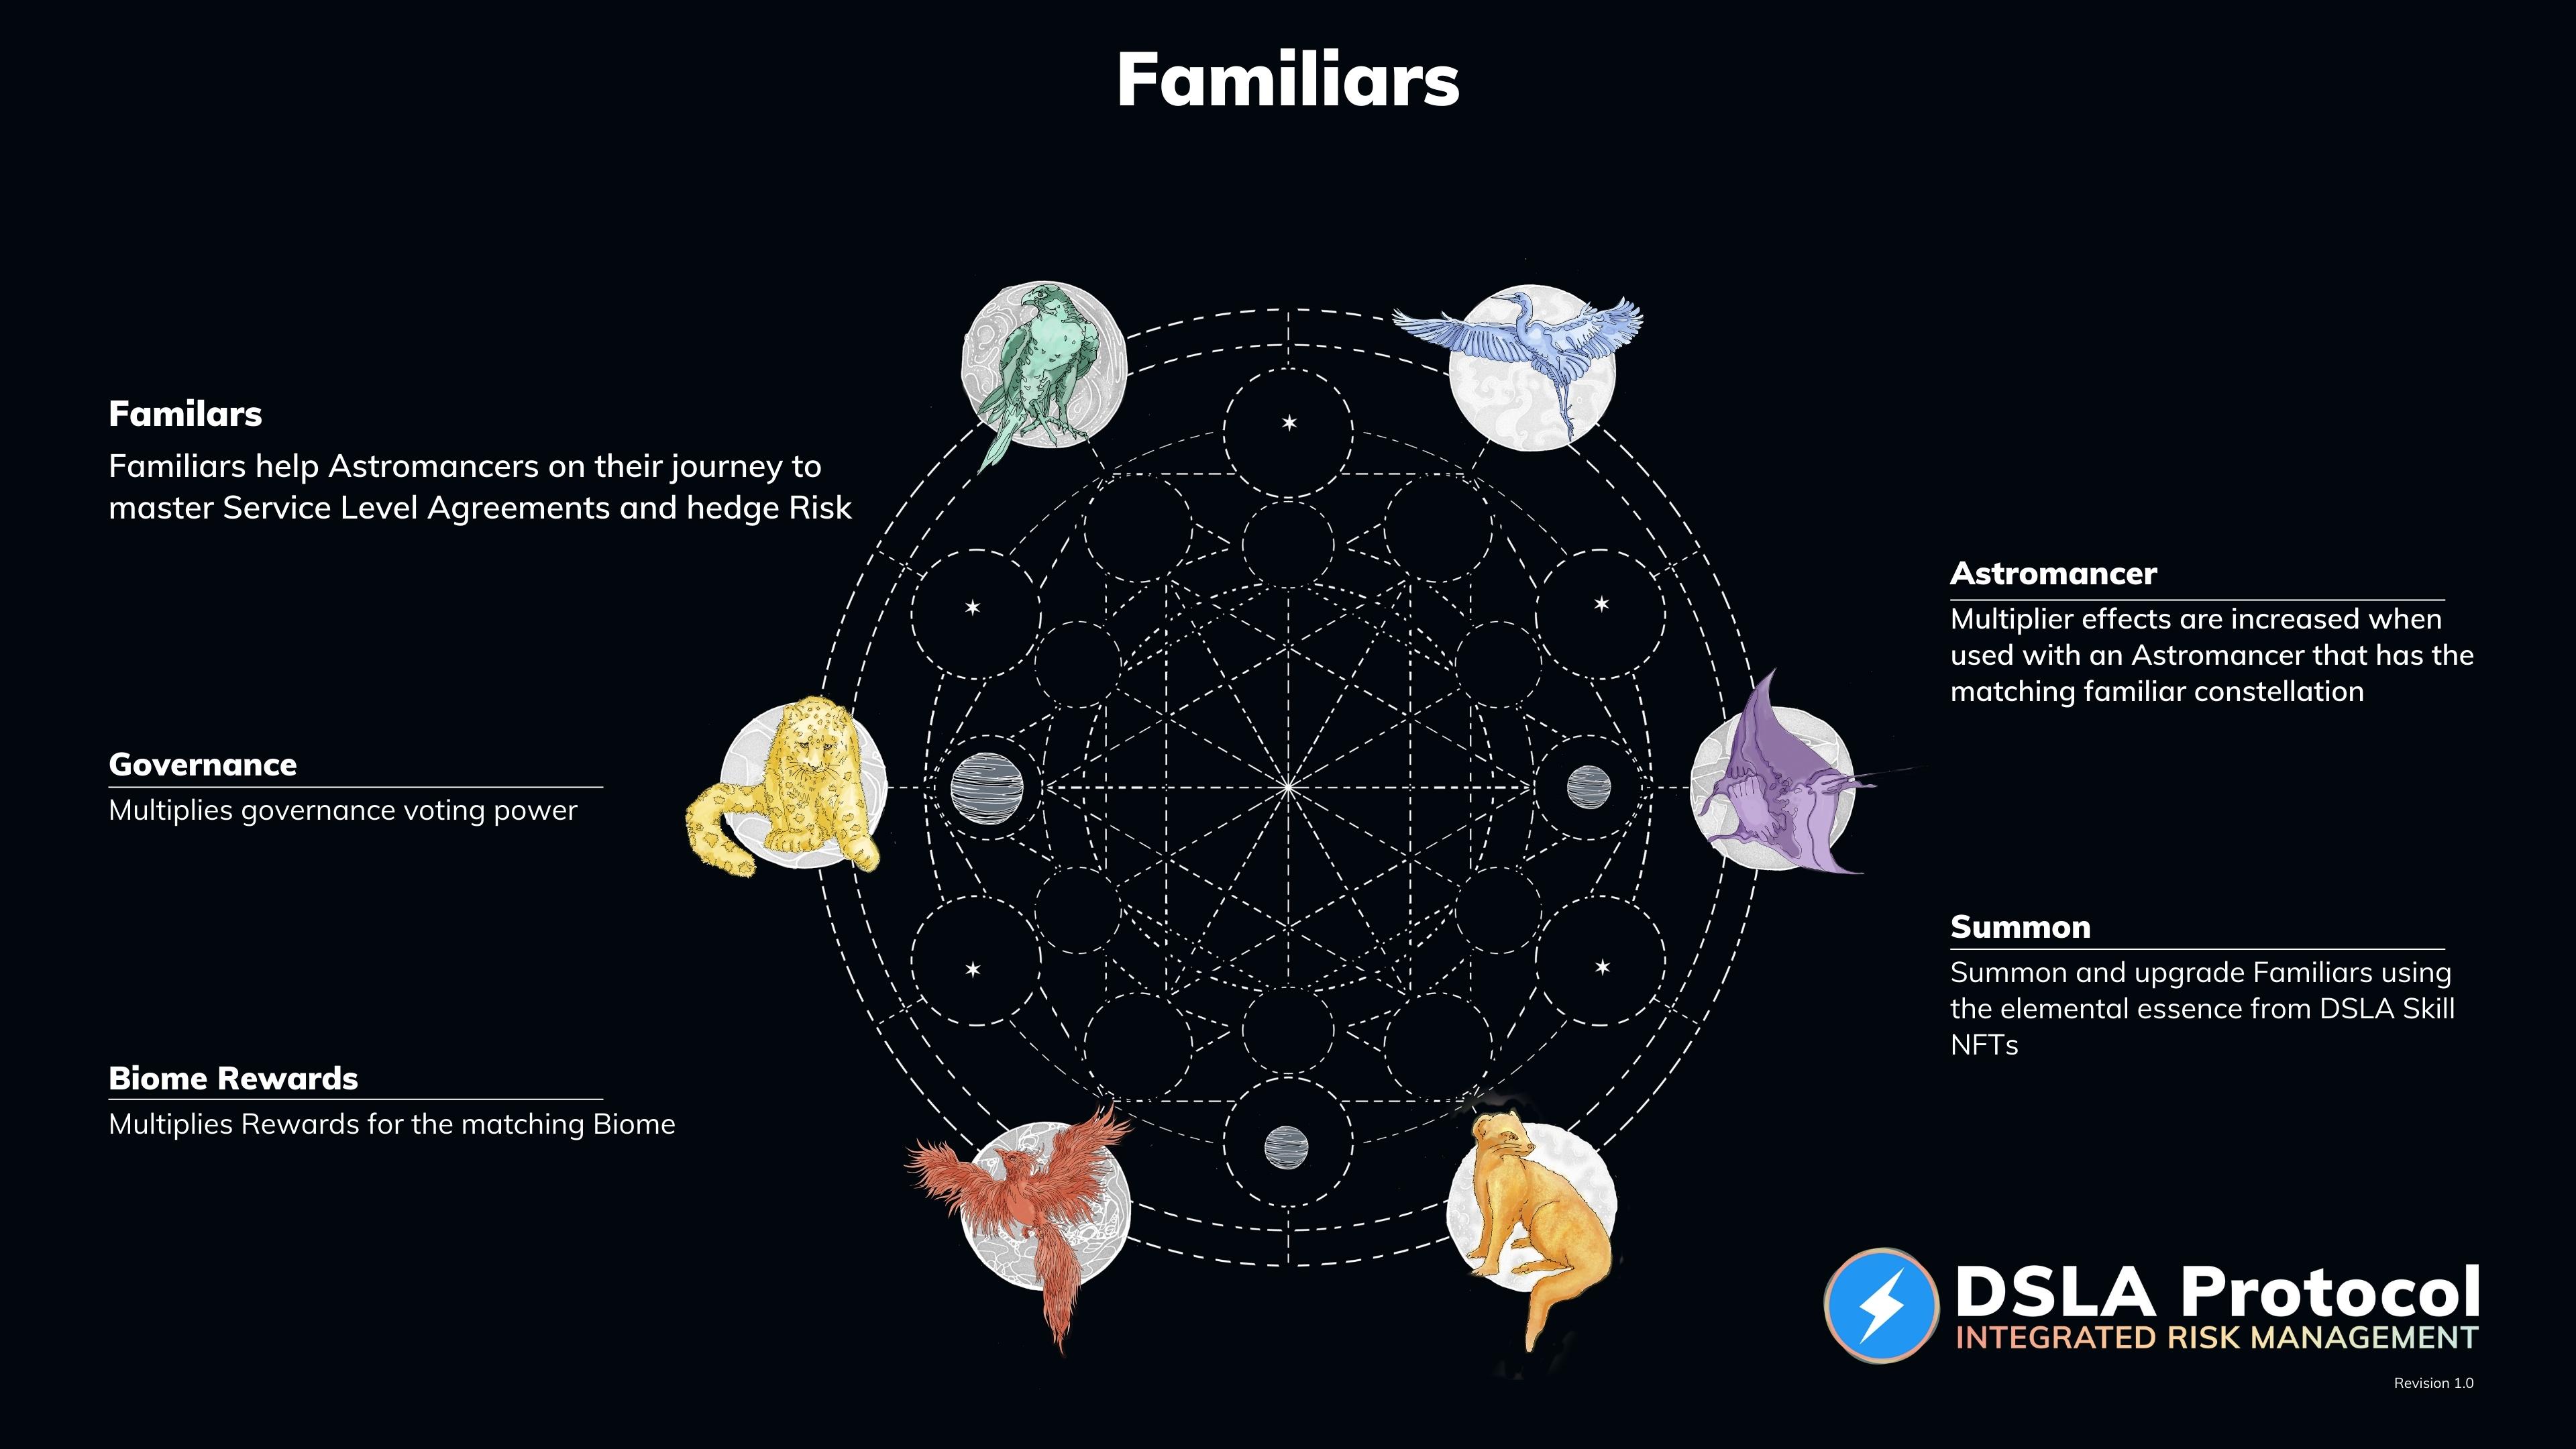 Familiars
Familars
Familiars help Astromancers on their journey to
master Service Level Agreements and hedge Risk
Governance
Multiplies governance voting power
Biome Rewards
Multiplies Rewards for the matching Biome
Astromancer
Multiplier effects are increased when
used with an Astromancer that has the
matching familiar constellation
Summon
Summon and upgrade Familiars using
the elemental essence from DSLA Skill
NFTs
DSLA Protocol
INTEGRATED RISK MANAGEMENT
Revision 1.0